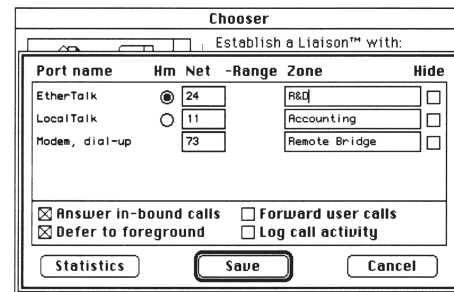 Chooser
Establish a Liaison™ with:
Port name Hm Net -Range Zone Hide
EtherTalk 24 R&D
LocalTalk 11 Accounting
Modem, dial-up 73 Remote Bridge
Answer in-bound calls Forward user calls
Defer to foreground Log call activity
Statistics Save Cancel